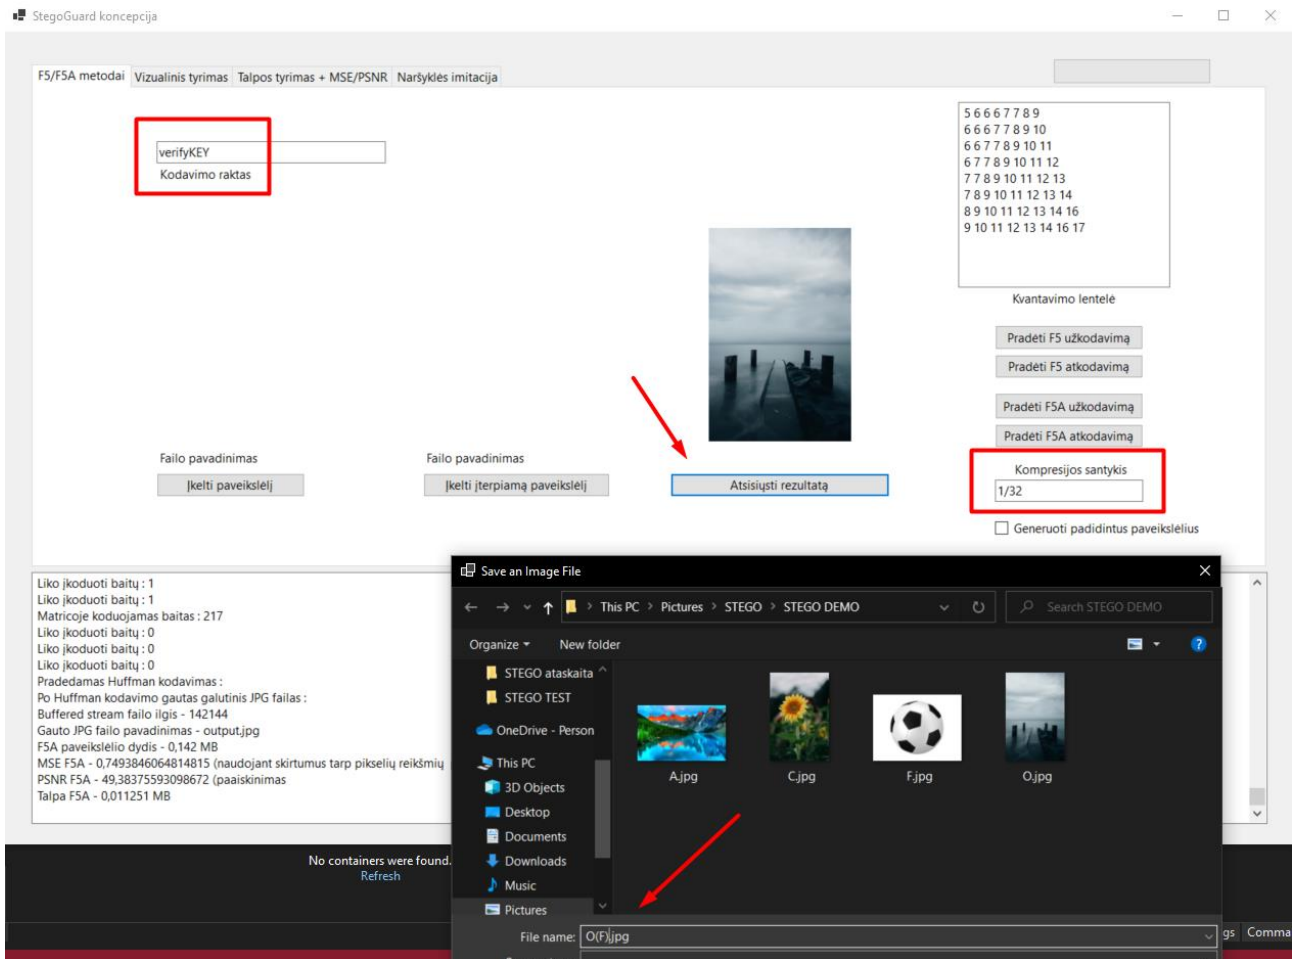 StegoGuard koncepcija
F5/F5A metodai Vizualinis tyrimas Talpos tyrimas + MSE/PSNR Naršyklės imitacija
verifyKEY
Kodavimo raktas
5 6 6 6 7 7 8 9
6 6 6 7 7 8 9 10
6 6 7 7 8 9 10 11
6 7 7 8 9 10 11 12
7 7 8 9 10 11 12 13
7 8 9 10 11 12 13 14
8 9 10 11 12 13 14 16
9 10 11 12 13 14 16 17
Kvantavimo lentelė
Pradėti F5 užkodavimą
Pradėti F5 atkodavimą
Pradėti F5A užkodavimą
Pradėti F5A atkodavimą
Kompresijos santykis
1/32
Generuoti padidintus paveikslėlius
Failo pavadinimas
Įkelti paveikslėlį
Failo pavadinimas
Įkelti įterpiamą paveikslėlį
Atsisiųsti rezultatą
Liko įkoduoti baitų : 1
Liko įkoduoti baitų : 1
Matricoje koduojamas baitas : 217
Liko įkoduoti baitų : 0
Liko įkoduoti baitų : 0
Liko įkoduoti baitų : 0
Pradedamas Huffman kodavimas :
Po Huffman kodavimo gautas galutinis JPG failas :
Buffered stream failo ilgis - 142144
Gauto JPG failo pavadinimas - output.jpg
F5A paveikslėlio dydis - 0,142 MB
MSE F5A - 0,7493846064814815 (naudojant skirtumus tarp pikselių reikšmių
PSNR F5A - 49,38375593098672 (paaiškinimas
Talpa F5A - 0,011251 MB
Save an Image File
This PC > Pictures > STEGO > STEGO DEMO
Search STEGO DEMO
Organize New folder
STEGO ataskaita
STEGO TEST
OneDrive - Person
This PC
3D Objects
Desktop
Documents
Downloads
Music
Pictures
A.jpg C.jpg F.jpg O.jpg
File name: O(F).jpg
No containers were found.
Refresh
gs Comma